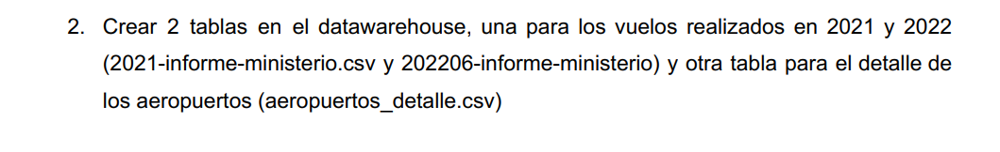 2. Crear 2 tablas en el datawarehouse, una para los vuelos realizados en 2021 y 2022
(2021-informe-ministerio.csv y 202206-informe-ministerio) y otra tabla para el detalle de
los aeropuertos (aeropuertos_detalle.csv)